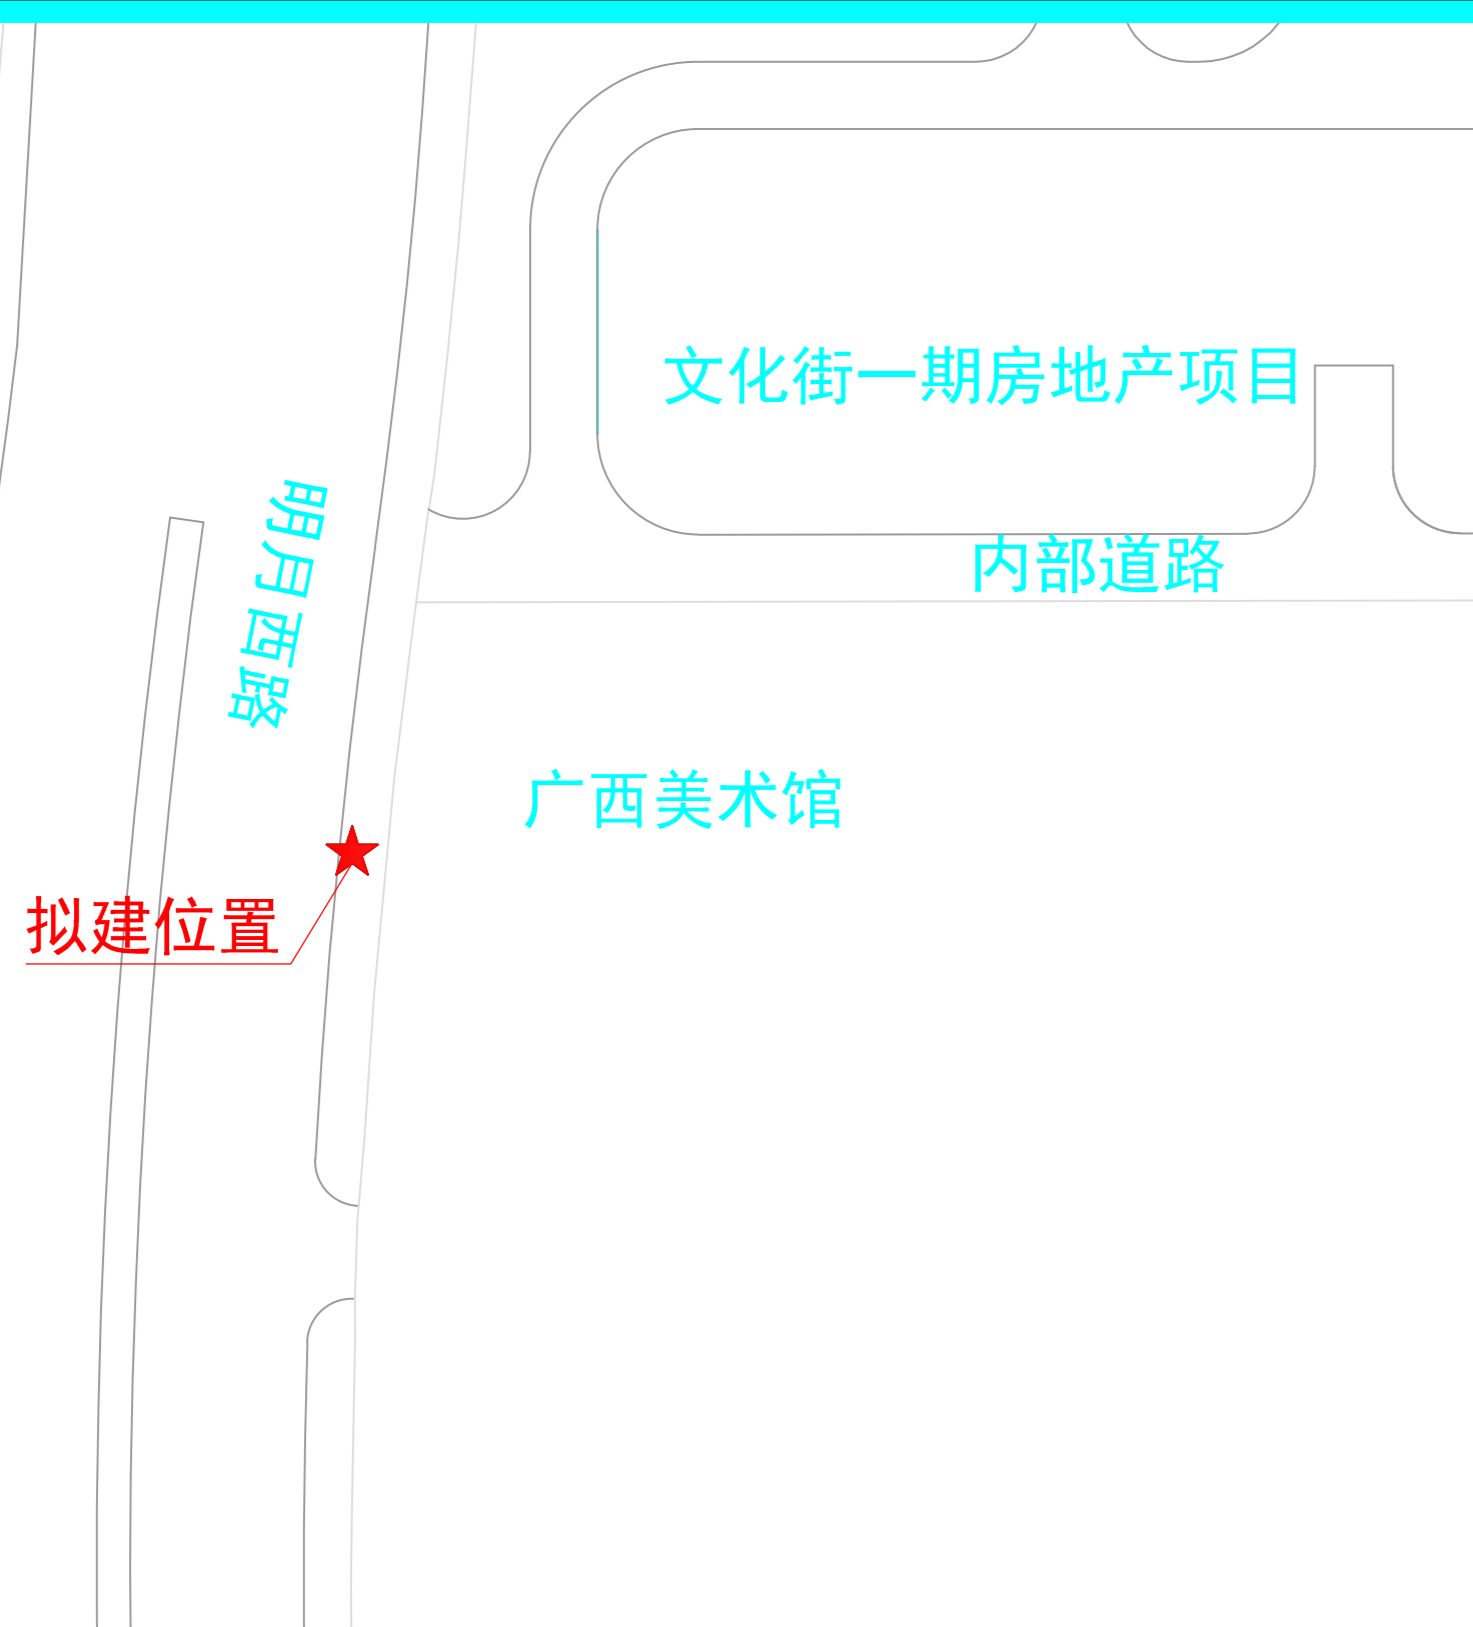 文化街一期房地产项目
明月西路
内部道路
广西美术馆
拟建位置